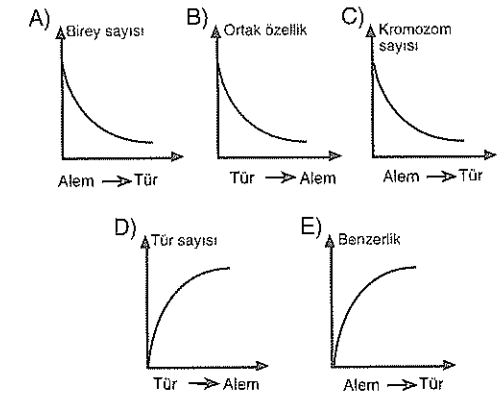 A) Birey sayısı
Alem → Tür
B) Ortak özellik
Tür → Alem
C) Kromozom
sayısı
Alem → Tür
D) Tür sayısı
Tür → Alem
E) Benzerlik
Alem → Tür